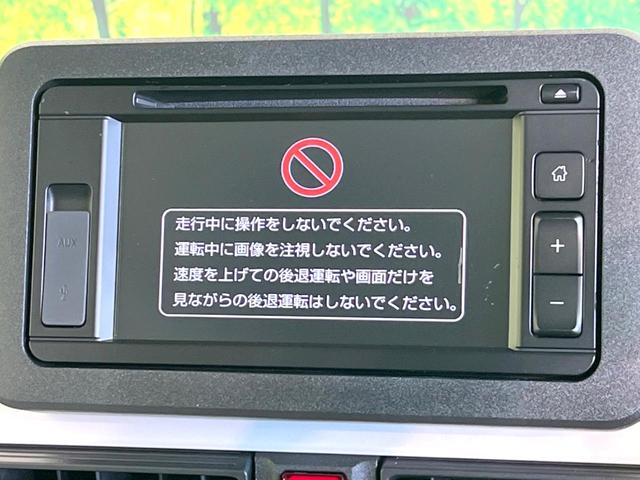 走行中に操作をしないでください。
運転中に画像を注視しないでください。
速度を上げての後退運転や画面だけを
見ながらの後退運転はしないでください。
AUX
+
−